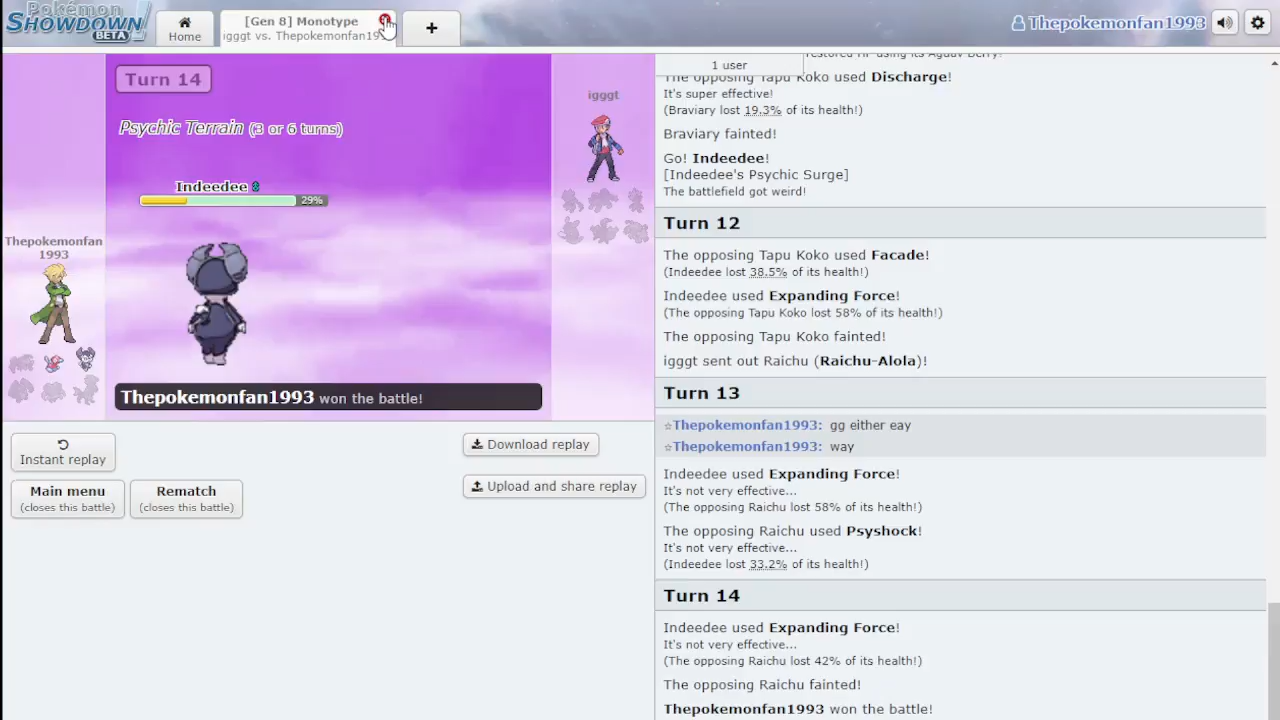 Pokémon
SHOWDOWN
BETA
Home
[Gen 8] Monotype
igggt vs. Thepokemonfan19
+
Thepokemonfan1993
Turn 14
Psychic Terrain (3 or 6 turns)
Indeedee
29%
Thepokemonfan
1993
igggt
Thepokemonfan1993 won the battle!
Instant replay
Download replay
Main menu
(closes this battle)
Rematch
(closes this battle)
Upload and share replay
1 user
restored HP using its Aguav Berry!
The opposing Tapu Koko used Discharge!
It's super effective!
(Braviary lost 19.3% of its health!)
Braviary fainted!
Go! Indeedee!
[Indeedee's Psychic Surge]
The battlefield got weird!
Turn 12
The opposing Tapu Koko used Facade!
(Indeedee lost 38.5% of its health!)
Indeedee used Expanding Force!
(The opposing Tapu Koko lost 58% of its health!)
The opposing Tapu Koko fainted!
igggt sent out Raichu (Raichu-Alola)!
Turn 13
☆Thepokemonfan1993: gg either eay
☆Thepokemonfan1993: way
Indeedee used Expanding Force!
It's not very effective...
(The opposing Raichu lost 58% of its health!)
The opposing Raichu used Psyshock!
It's not very effective...
(Indeedee lost 33.2% of its health!)
Turn 14
Indeedee used Expanding Force!
It's not very effective...
(The opposing Raichu lost 42% of its health!)
The opposing Raichu fainted!
Thepokemonfan1993 won the battle!